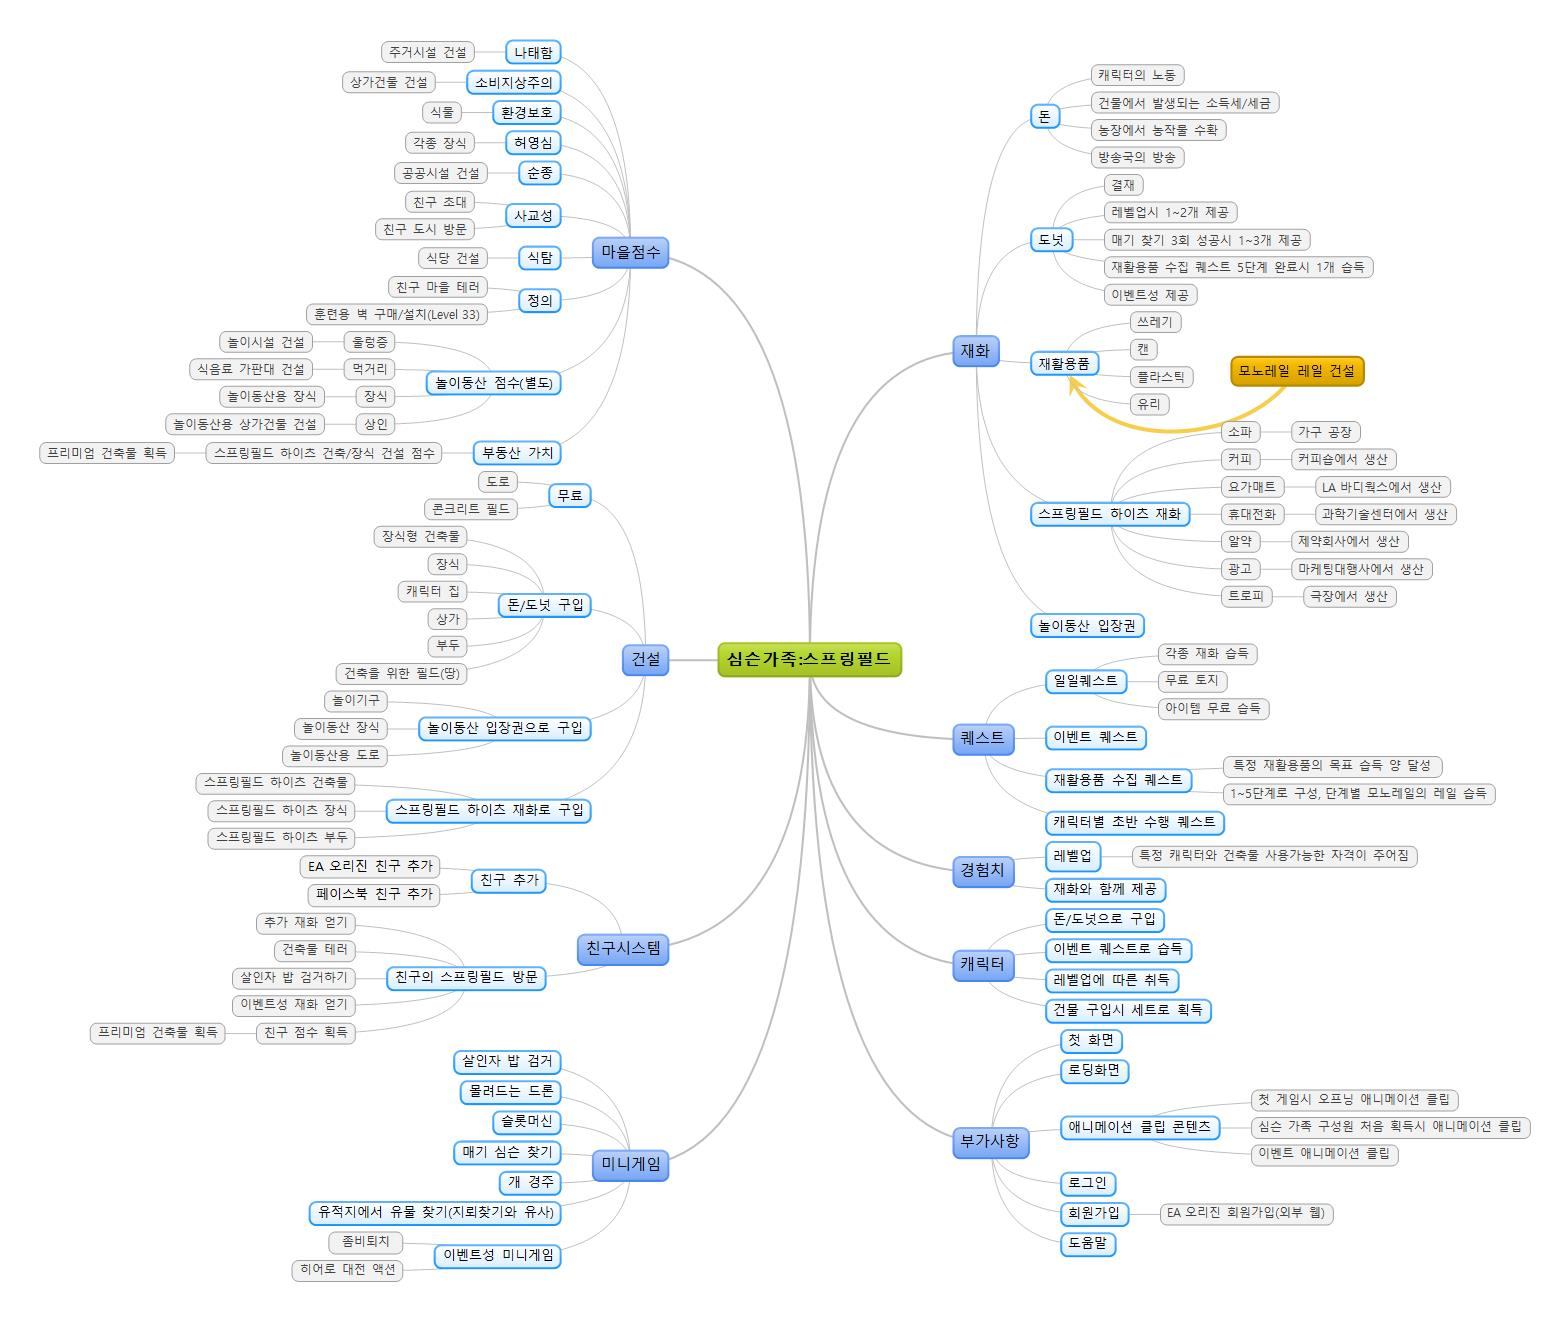 심슨가족:스프링필드
마을점수
나태함
주거시설 건설
소비지상주의
상가건물 건설
환경보호
식물
허영심
각종 장식
순종
공공시설 건설
사교성
친구 초대
친구 도시 방문
식탐
식당 건설
정의
친구 마을 테러
훈련용 벽 구매/설치(Level 33)
놀이동산 점수(별도)
울렁증
놀이시설 건설
먹거리
식음료 가판대 건설
장식
놀이동산용 장식
상인
놀이동산용 상가건물 건설
부동산 가치
스프링필드 하이츠 건축/장식 건설 점수
프리미엄 건축물 획득
건설
무료
도로
콘크리트 필드
돈/도넛 구입
장식형 건축물
장식
캐릭터 집
상가
부두
건축을 위한 필드(땅)
놀이동산 입장권으로 구입
놀이기구
놀이동산 장식
놀이동산용 도로
스프링필드 하이츠 재화로 구입
스프링필드 하이츠 건축물
스프링필드 하이츠 장식
스프링필드 하이츠 부두
친구시스템
친구 추가
EA 오리진 친구 추가
페이스북 친구 추가
친구의 스프링필드 방문
추가 재화 얻기
건축물 테러
살인자 밥 검거하기
이벤트성 재화 얻기
친구 점수 획득
프리미엄 건축물 획득
미니게임
살인자 밥 검거
몰려드는 드론
슬롯머신
매기 심슨 찾기
개 경주
유적지에서 유물 찾기(지뢰찾기와 유사)
이벤트성 미니게임
좀비퇴치
히어로 대전 액션
재화
돈
캐릭터의 노동
건물에서 발생되는 소득세/세금
농장에서 농작물 수확
방송국의 방송
도넛
결재
레벨업시 1~2개 제공
매기 찾기 3회 성공시 1~3개 제공
재활용품 수집 퀘스트 5단계 완료시 1개 습득
이벤트성 제공
재활용품
쓰레기
캔
플라스틱
유리
모노레일 레일 건설
스프링필드 하이츠 재화
소파
가구 공장
커피
커피숍에서 생산
요가매트
LA 바디웍스에서 생산
휴대전화
과학기술센터에서 생산
알약
제약회사에서 생산
광고
마케팅대행사에서 생산
트로피
극장에서 생산
놀이동산 입장권
퀘스트
일일퀘스트
각종 재화 습득
무료 토지
아이템 무료 습득
이벤트 퀘스트
재활용품 수집 퀘스트
특정 재활용품의 목표 습득 양 달성
1~5단계로 구성, 단계별 모노레일의 레일 습득
캐릭터별 초반 수행 퀘스트
경험치
레벨업
특정 캐릭터와 건축물 사용가능한 자격이 주어짐
재화와 함께 제공
캐릭터
돈/도넛으로 구입
이벤트 퀘스트로 습득
레벨업에 따른 취득
건물 구입시 세트로 획득
부가사항
첫 화면
로딩화면
애니메이션 클립 콘텐츠
첫 게임시 오프닝 애니메이션 클립
심슨 가족 구성원 처음 획득시 애니메이션 클립
이벤트 애니메이션 클립
로그인
회원가입
EA 오리진 회원가입(외부 웹)
도움말